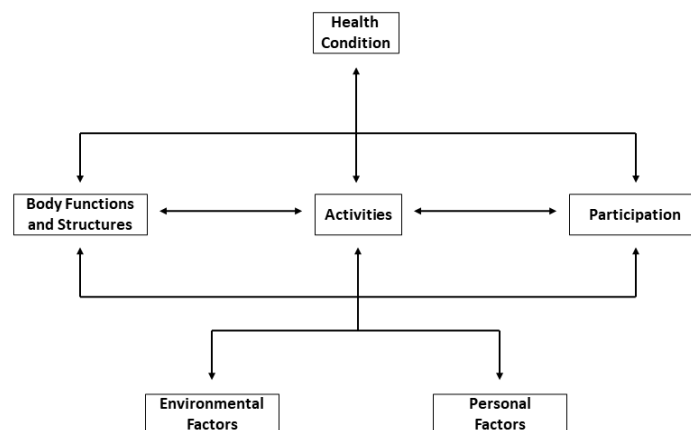 Health
Condition
Body Functions
and Structures
Activities
Participation
Environmental
Factors
Personal
Factors